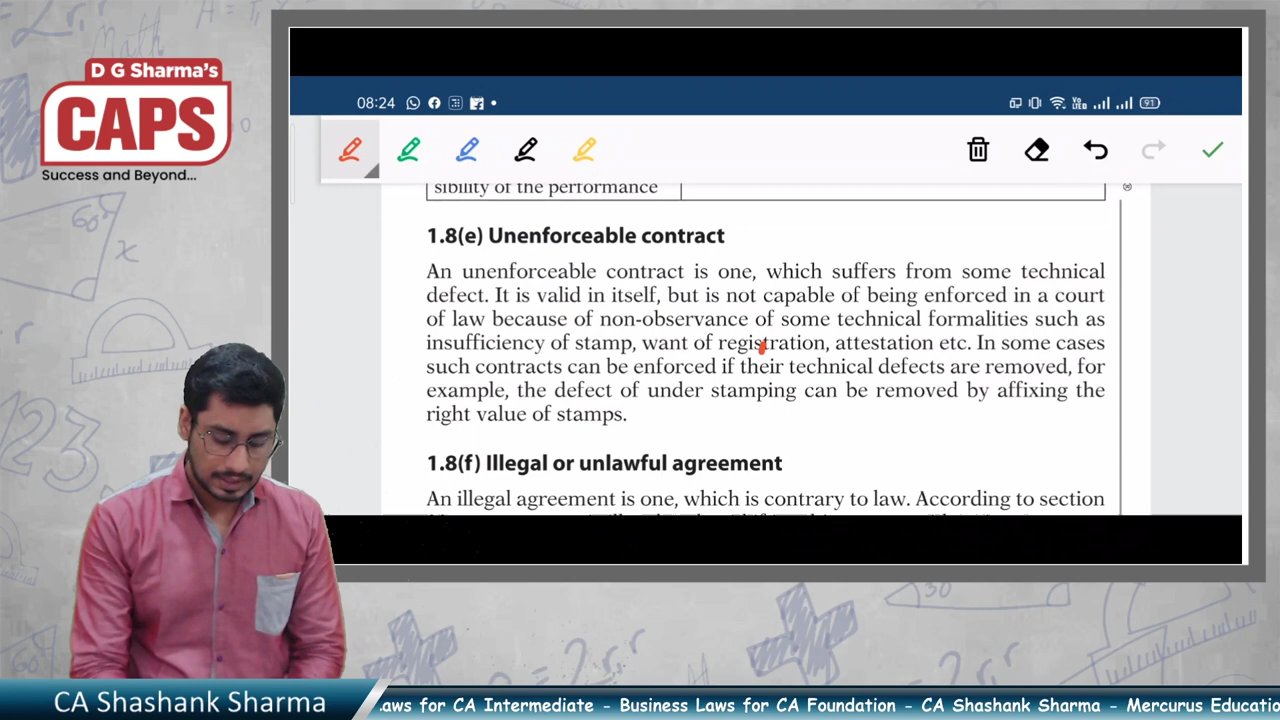 D G Sharma's
CAPS
Success and Beyond...
08:24
91
sibility of the performance
1.8(e) Unenforceable contract
An unenforceable contract is one, which suffers from some technical
defect. It is valid in itself, but is not capable of being enforced in a court
of law because of non-observance of some technical formalities such as
insufficiency of stamp, want of registration, attestation etc. In some cases
such contracts can be enforced if their technical defects are removed, for
example, the defect of under stamping can be removed by affixing the
right value of stamps.
1.8(f) Illegal or unlawful agreement
An illegal agreement is one, which is contrary to law. According to section
CA Shashank Sharma
aws for CA Intermediate - Business Laws for CA Foundation - CA Shashank Sharma - Mercurus Educatio